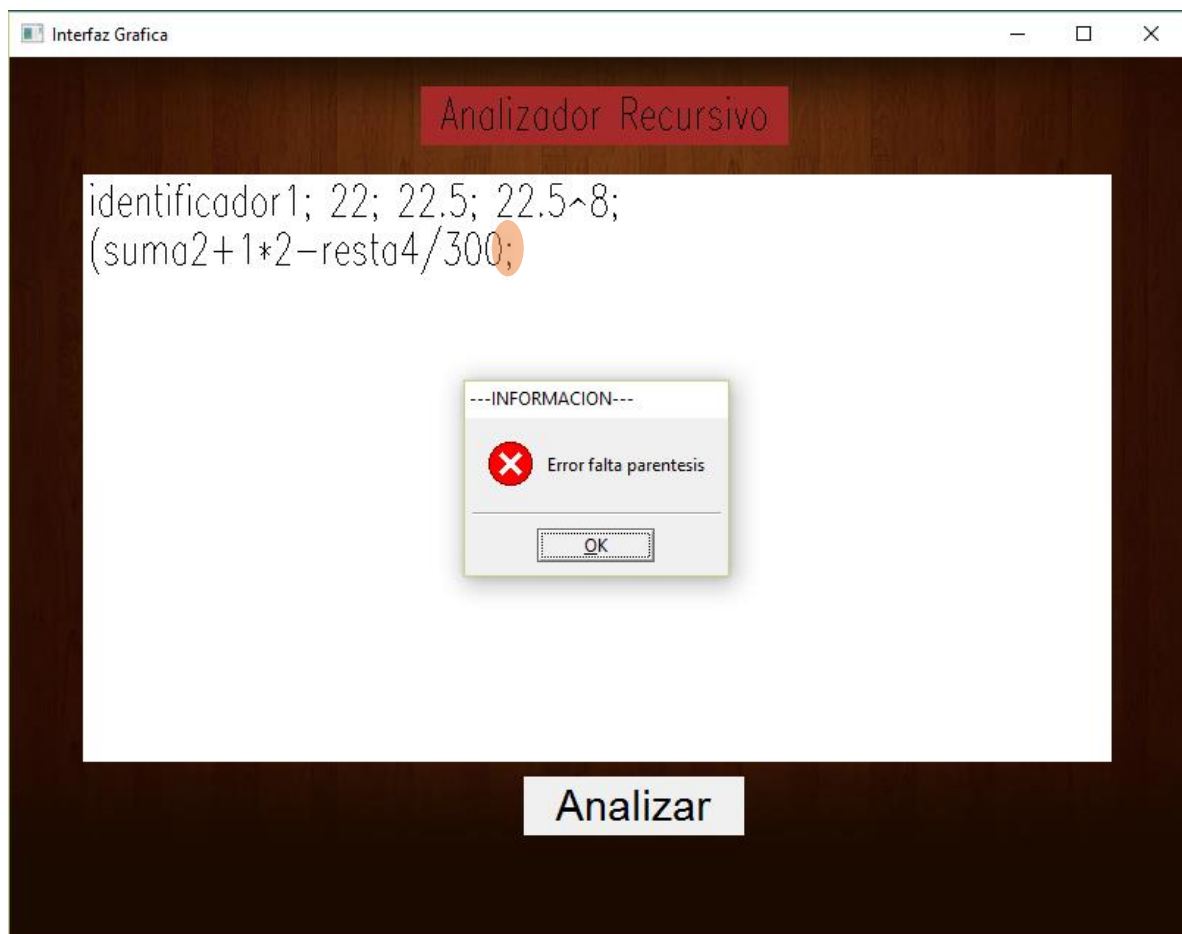 Interfaz Grafica
Analizador Recursivo
identificador1; 22; 22.5; 22.5^8;
(suma2+1*2-resta4/300;
---INFORMACION---
Error falta parentesis
OK
Analizar